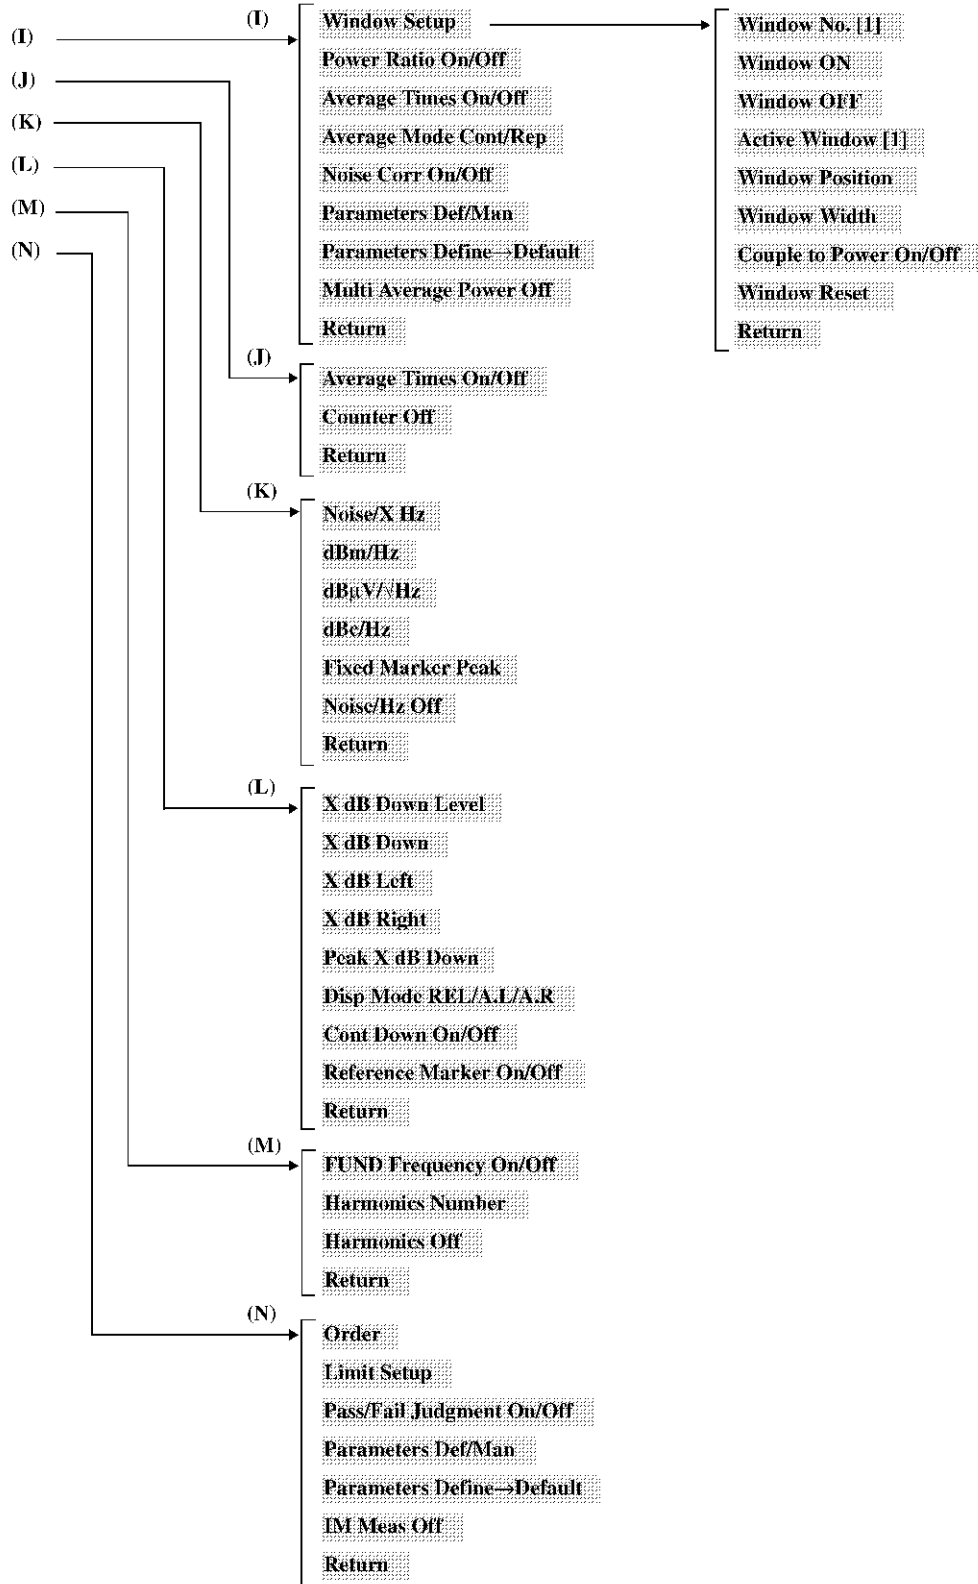 (I)
(J)
(K)
(L)
(M)
(N)
(I)
Window Setup
Power Ratio On/Off
Average Times On/Off
Average Mode Cont/Rep
Noise Corr On/Off
Parameters Def/Man
Parameters Define→Default
Multi Average Power Off
Return
Window No. [1]
Window ON
Window OFF
Active Window [1]
Window Position
Window Width
Couple to Power On/Off
Window Reset
Return
(J)
Average Times On/Off
Counter Off
Return
(K)
Noise/X Hz
dBm/Hz
dBμV/√Hz
dBc/Hz
Fixed Marker Peak
Noise/Hz Off
Return
(L)
X dB Down Level
X dB Down
X dB Left
X dB Right
Peak X dB Down
Disp Mode REL/A.L/A.R
Cont Down On/Off
Reference Marker On/Off
Return
(M)
FUND Frequency On/Off
Harmonics Number
Harmonics Off
Return
(N)
Order
Limit Setup
Pass/Fail Judgment On/Off
Parameters Def/Man
Parameters Define→Default
IM Meas Off
Return